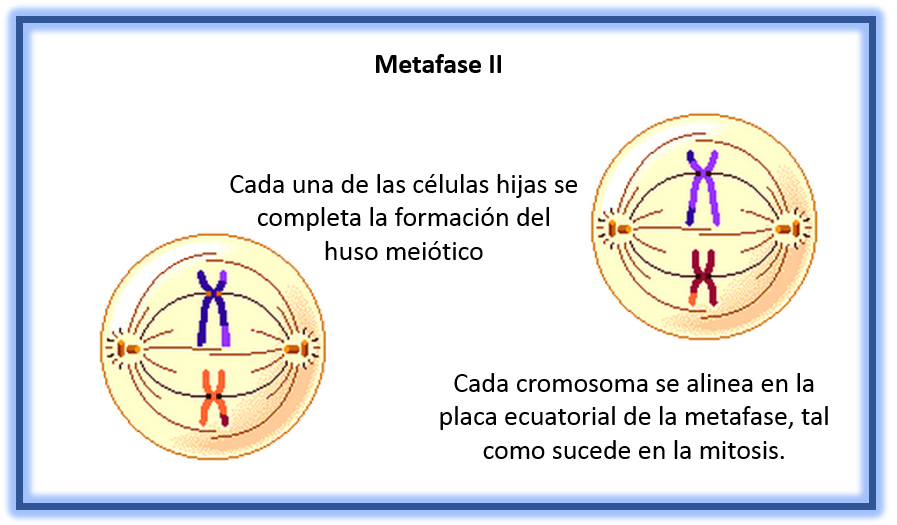 Metafase II
Cada una de las células hijas se
completa la formación del
huso meiótico
Cada cromosoma se alinea en la
placa ecuatorial de la metafase, tal
como sucede en la mitosis.